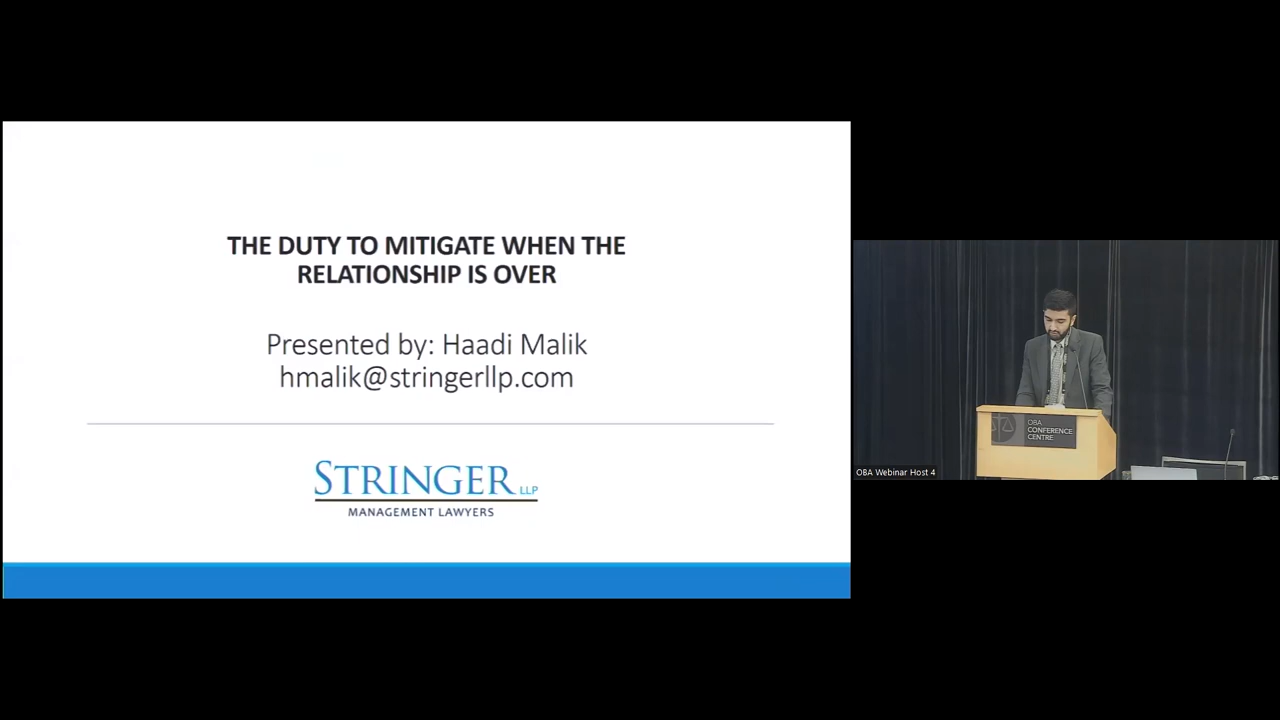 THE DUTY TO MITIGATE WHEN THE
RELATIONSHIP IS OVER
Presented by: Haadi Malik
hmalik@stringerllp.com
STRINGER LLP
MANAGEMENT LAWYERS
OBA
CONFERENCE
CENTRE
OBA Webinar Host 4